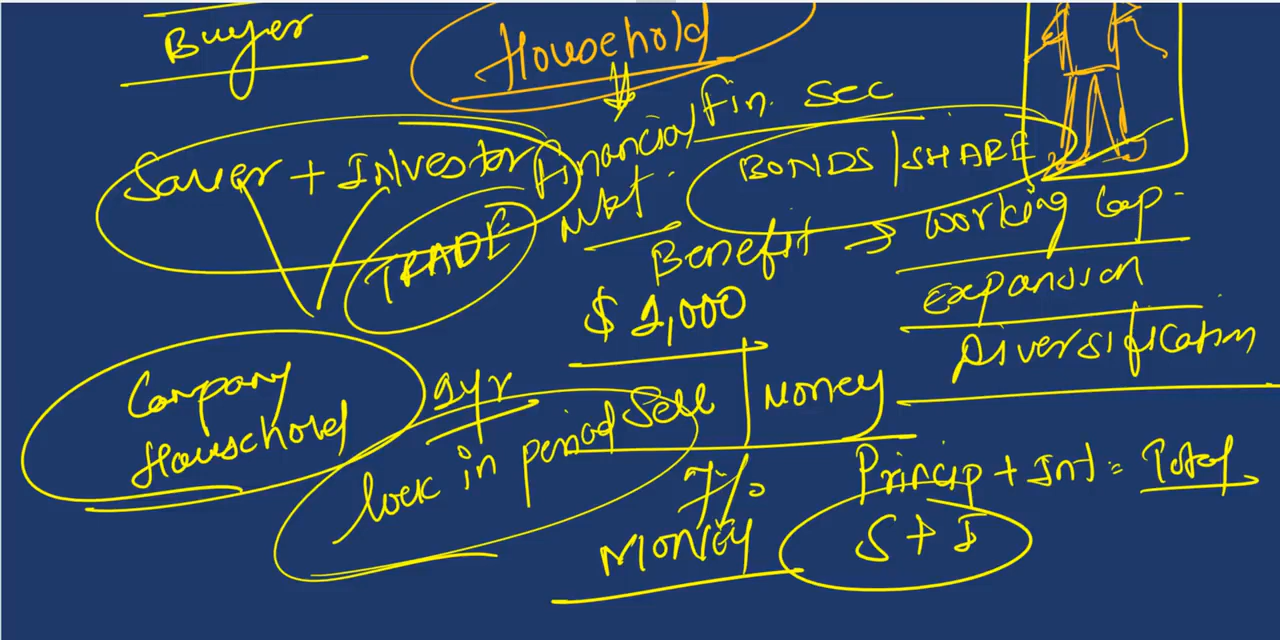 Buyer
Household
Financial/Fin. Sec
Mkt.
Saver + Investor
TRADE
BONDS / SHARE
Benefit → Working Cap-
Expansion
Diversification
$ 1,000
Company
Household
1yr
lock in period
Sell
Money
7%
Money
Princip + Int = Total
S + I